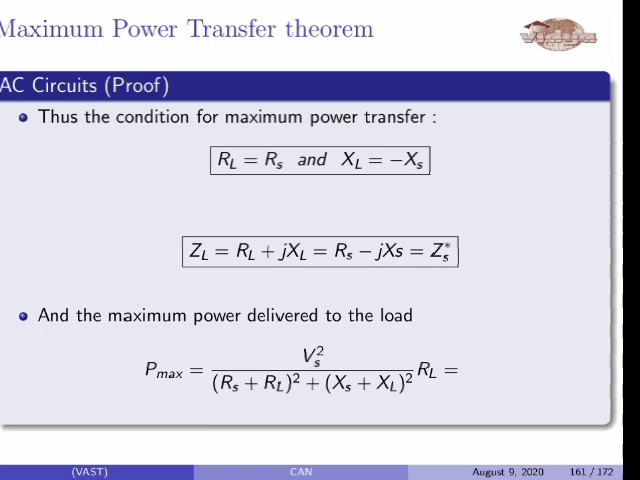 Maximum Power Transfer theorem
AC Circuits (Proof)
Thus the condition for maximum power transfer :
R_L = R_s and X_L = −X_s
Z_L = R_L + jX_L = R_s − jXs = Z_s^*
And the maximum power delivered to the load
P_max = V_s^2 / ((R_s + R_L)^2 + (X_s + X_L)^2) R_L =
(VAST) CAN August 9, 2020 161 / 172